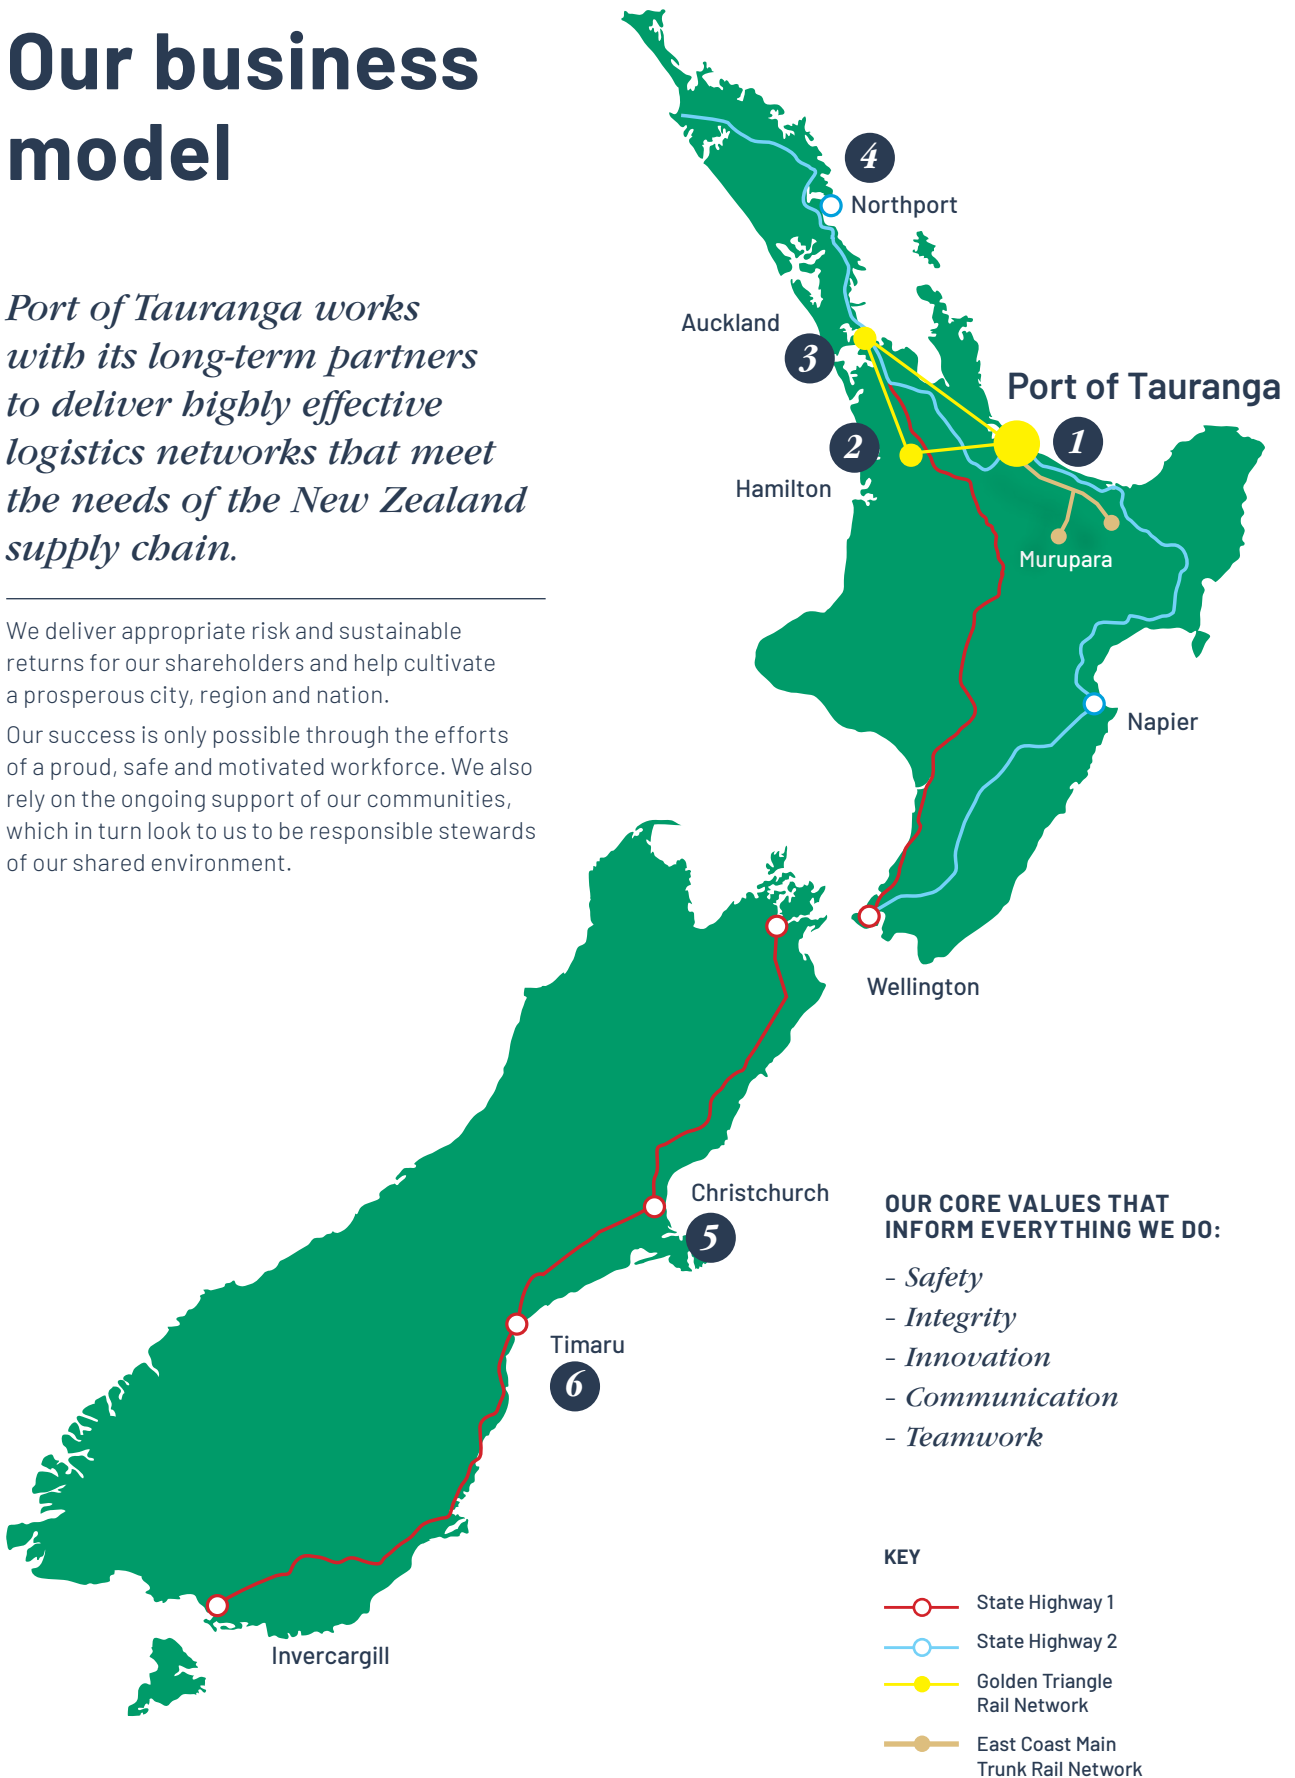 Our business
model
Port of Tauranga works
with its long-term partners
to deliver highly effective
logistics networks that meet
the needs of the New Zealand
supply chain.
We deliver appropriate risk and sustainable
returns for our shareholders and help cultivate
a prosperous city, region and nation.
Our success is only possible through the efforts
of a proud, safe and motivated workforce. We also
rely on the ongoing support of our communities,
which in turn look to us to be responsible stewards
of our shared environment.
4
Northport
Auckland
3
Port of Tauranga
1
2
Hamilton
Murupara
Napier
Wellington
Christchurch
5
Timaru
6
Invercargill
OUR CORE VALUES THAT
INFORM EVERYTHING WE DO:
- Safety
- Integrity
- Innovation
- Communication
- Teamwork
KEY
State Highway 1
State Highway 2
Golden Triangle
Rail Network
East Coast Main
Trunk Rail Network